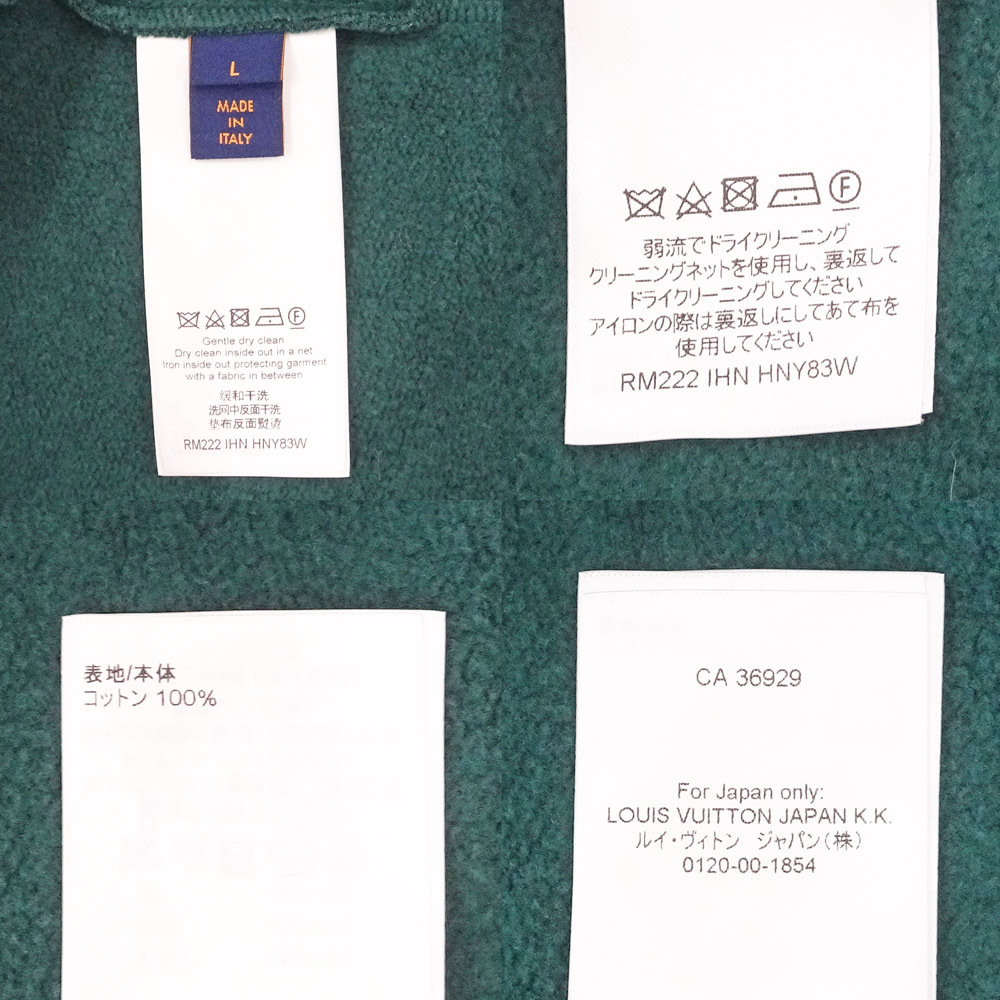 L
MADE
IN
ITALY
Gentle dry clean
Dry clean inside out in a net
Iron inside out protecting garment
with a fabric in between
缓和干洗
洗网中反面干洗
垫布反面熨烫
RM222 IHN HNY83W
F
弱流でドライクリーニング
クリーニングネットを使用し、裏返して
ドライクリーニングしてください
アイロンの際は裏返しにしてあて布を
使用してください
RM222 IHN HNY83W
表地/本体
コットン 100%
CA 36929
For Japan only:
LOUIS VUITTON JAPAN K.K.
ルイ・ヴィトン ジャパン(株)
0120-00-1854